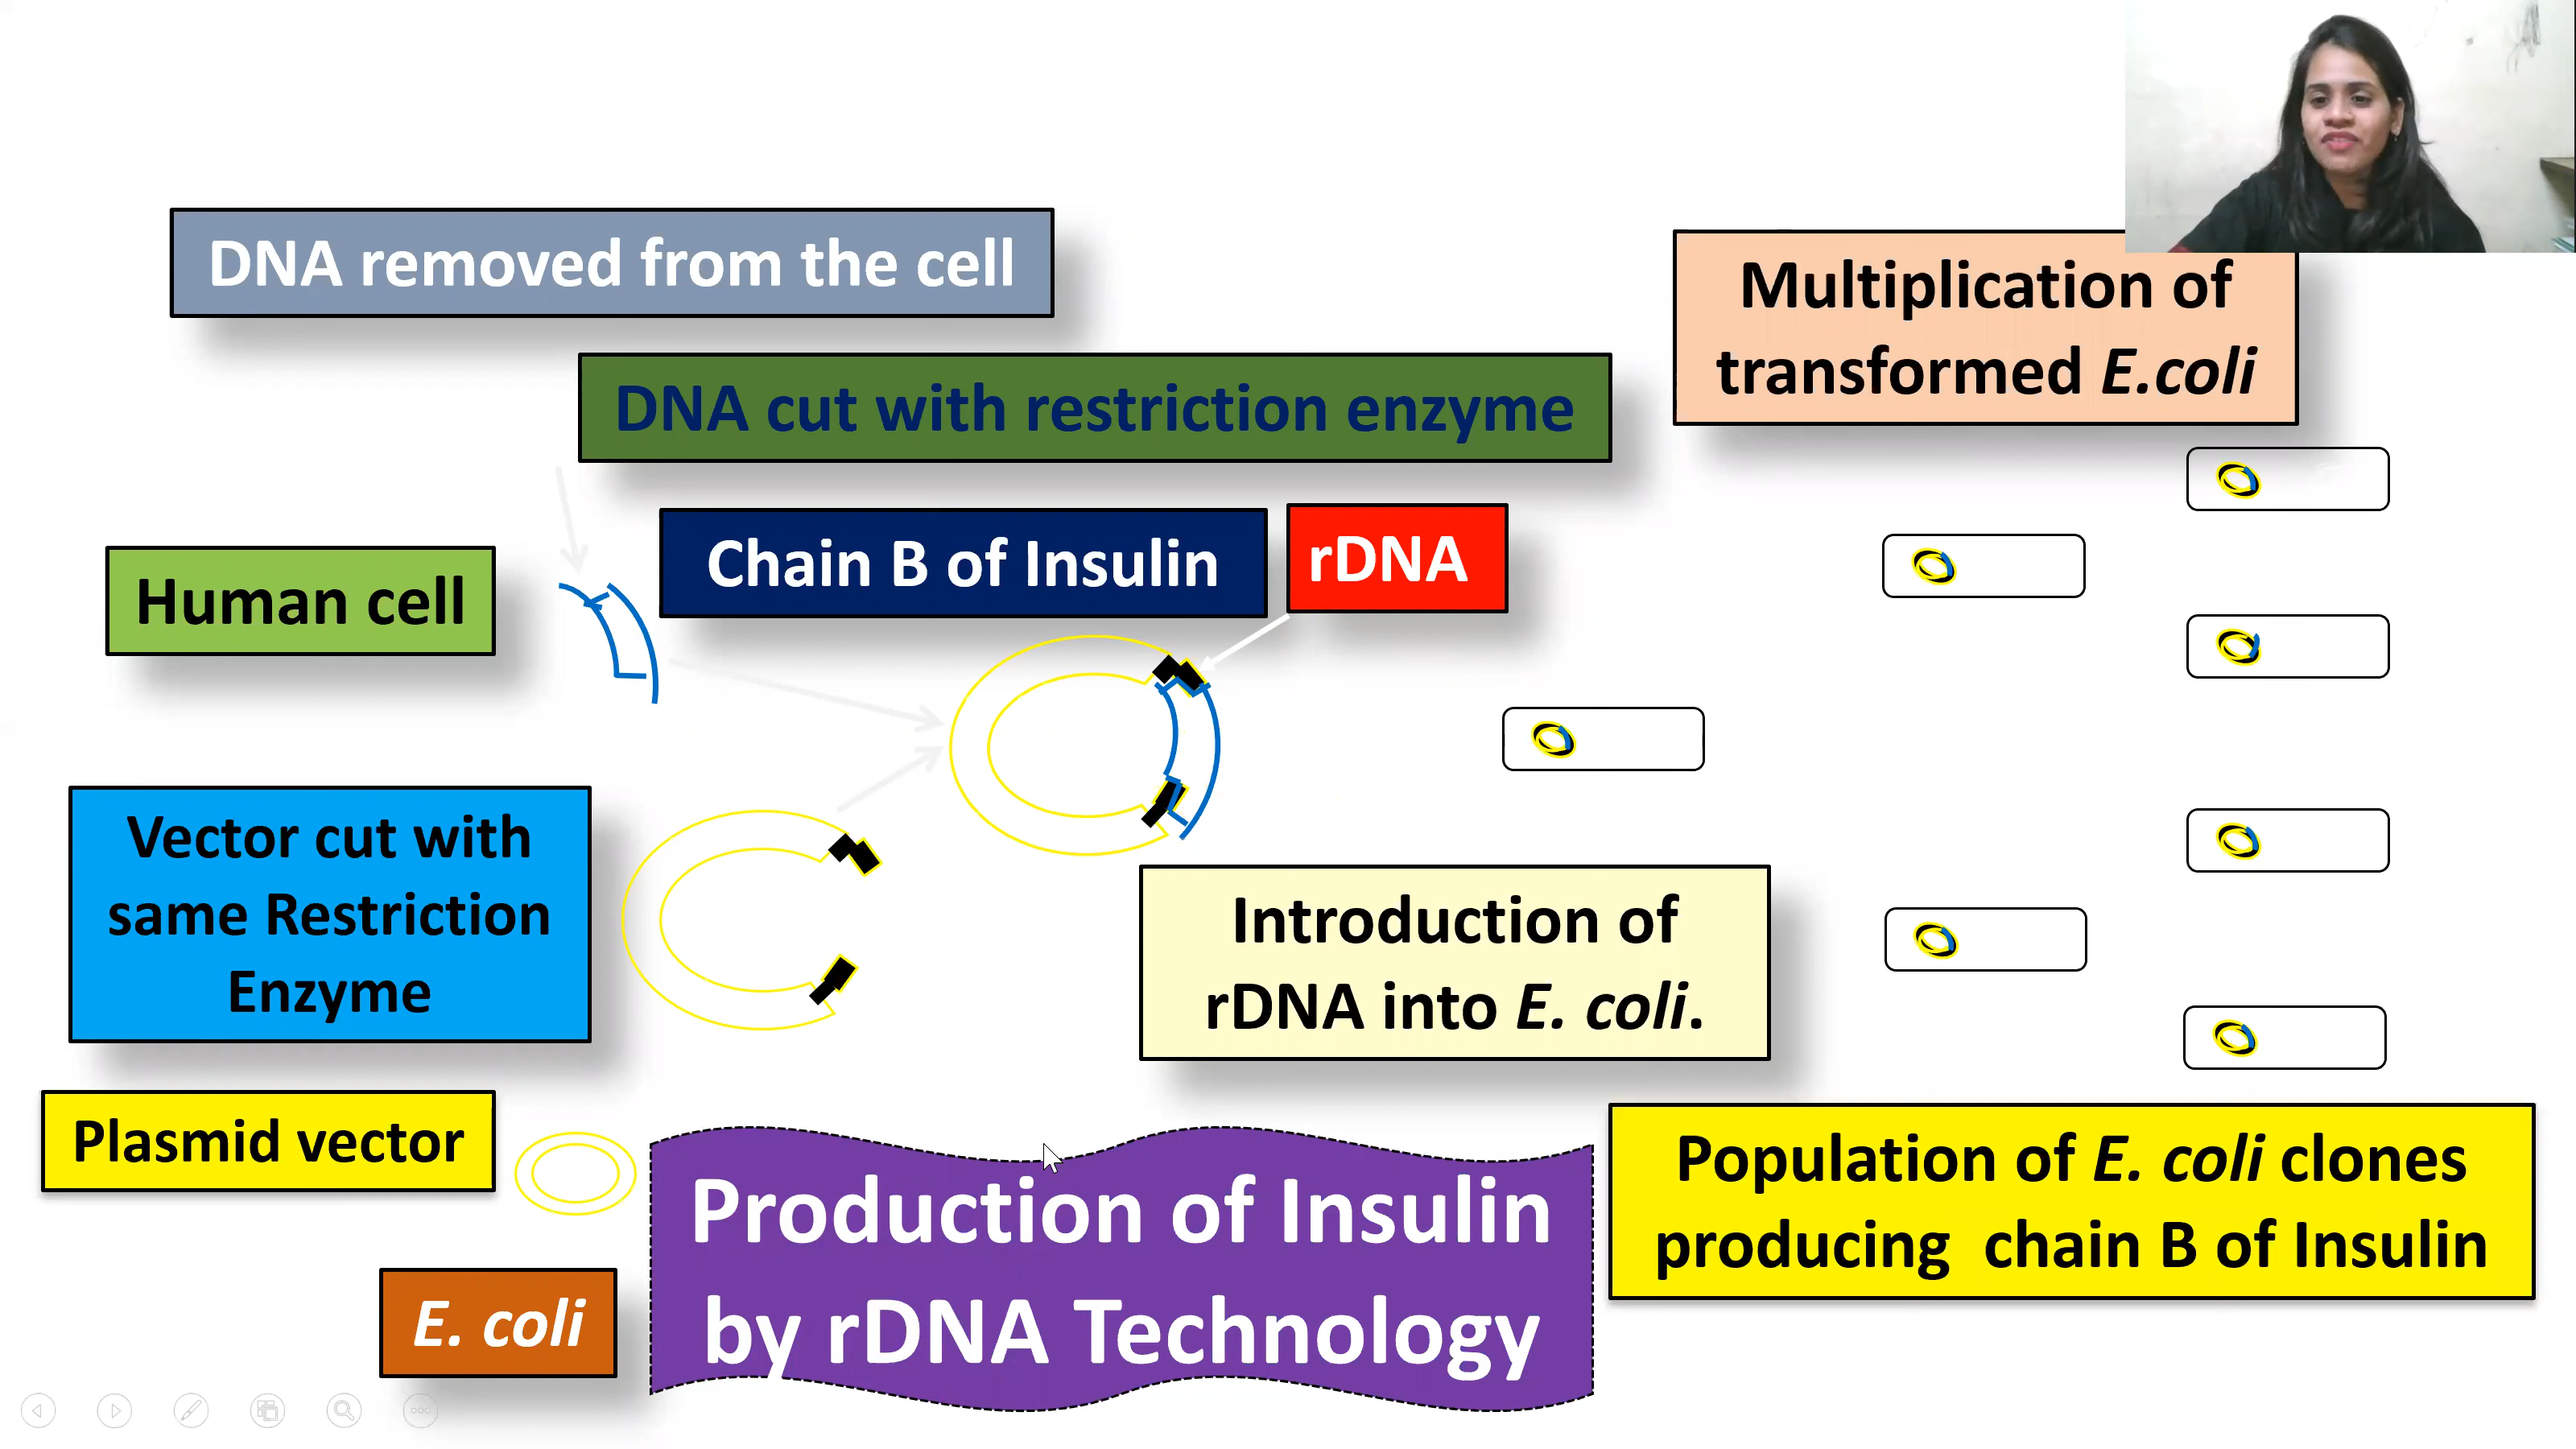 DNA removed from the cell
Multiplication of
transformed E.coli
DNA cut with restriction enzyme
Chain B of Insulin
rDNA
Human cell
Vector cut with
same Restriction
Enzyme
Introduction of
rDNA into E. coli.
Plasmid vector
Production of Insulin
by rDNA Technology
Population of E. coli clones
producing chain B of Insulin
E. coli